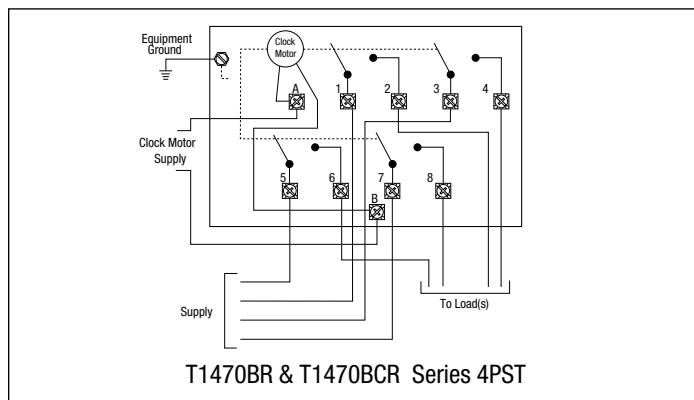 Equipment
Ground
Clock
Motor
A
1
2
3
4
Clock Motor
Supply
5
6
7
8
B
Supply
To Load(s)
T1470BR & T1470BCR Series 4PST